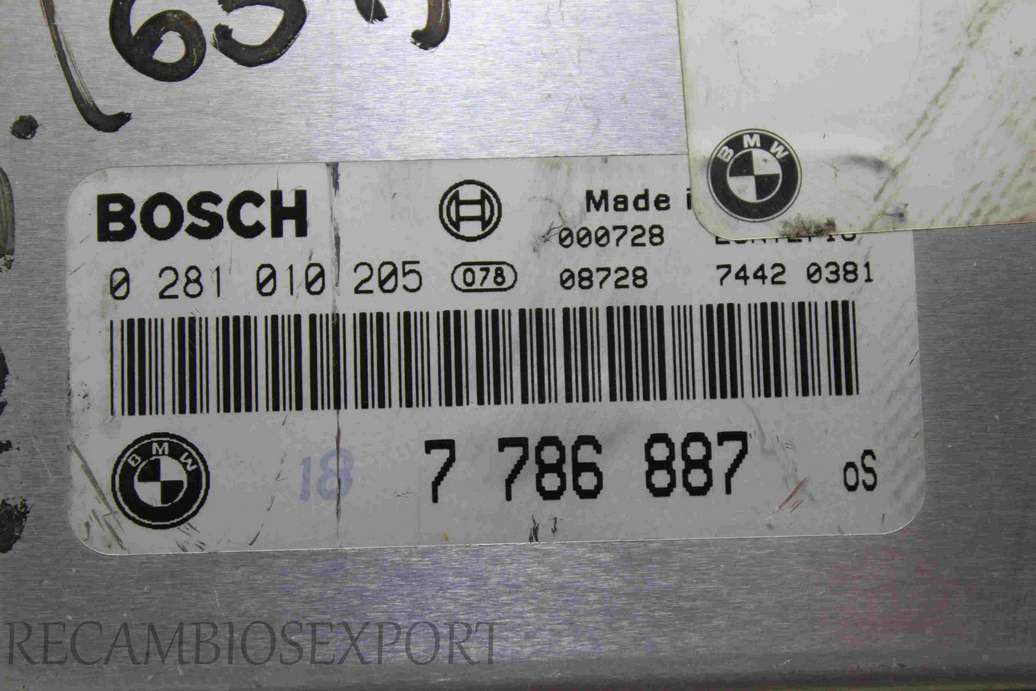 BMW
BOSCH
Made
000728
0 281 010 205 078 08728 7442 0381
BMW 18 7 786 887 oS
RECAMBIOSEXPORT